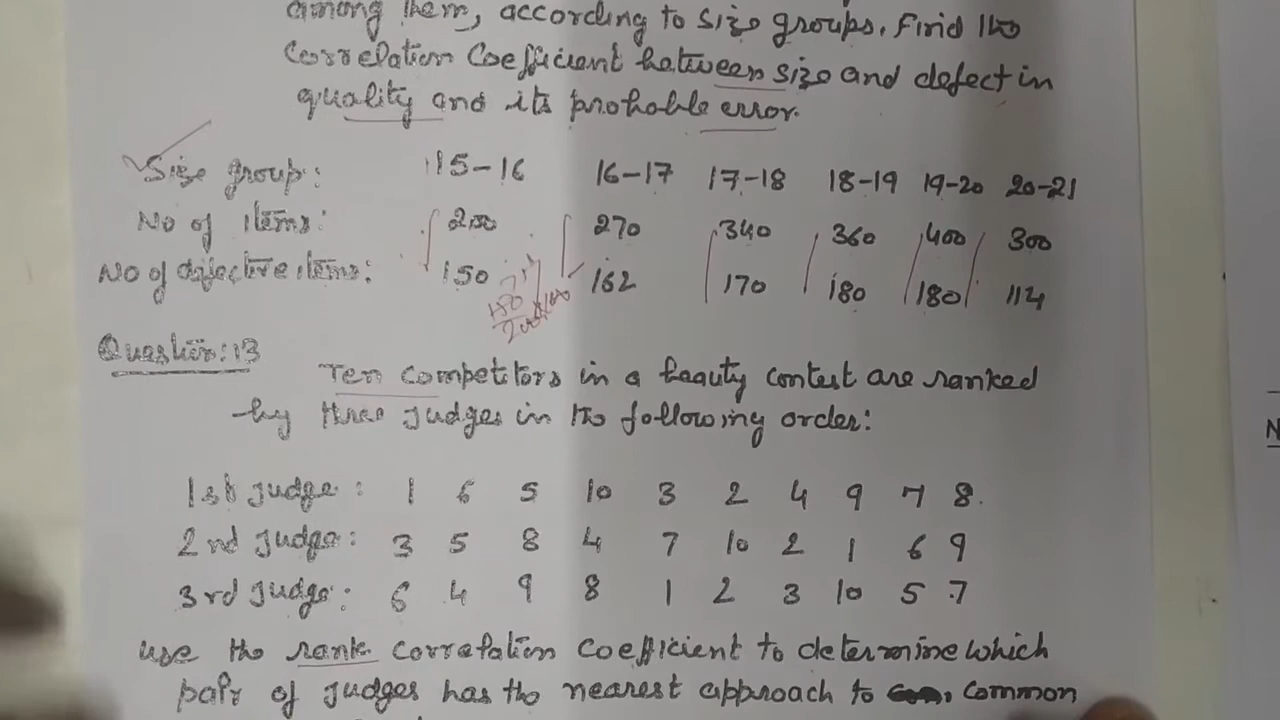 among them, according to size groups. Find the
correlation coefficient between size and defect in
quality and its probable error.
Size group: 15-16 16-17 17-18 18-19 19-20 20-21
No of items: 200 270 340 360 400 300
No of defective items: 150 162 170 180 180 114
150/200 x100
Question: 13
Ten competitors in a beauty contest are ranked
by three judges in the following order:
1st judge: 1 6 5 10 3 2 4 9 7 8
2nd judge: 3 5 8 4 7 10 2 1 6 9
3rd judge: 6 4 9 8 1 2 3 10 5 7
use the rank correlation coefficient to determine which
pair of judges has the nearest approach to common
N